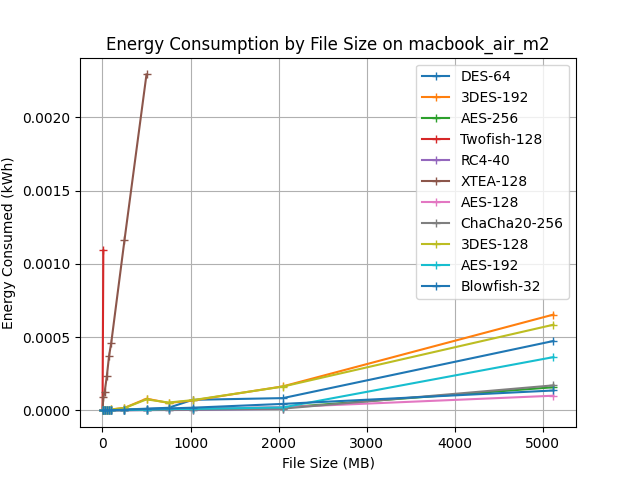 Energy Consumption by File Size on macbook_air_m2
Energy Consumed (kWh)
0.0020
0.0015
0.0010
0.0005
0.0000
DES-64
3DES-192
AES-256
Twofish-128
RC4-40
XTEA-128
AES-128
ChaCha20-256
3DES-128
AES-192
Blowfish-32
0 1000 2000 3000 4000 5000
File Size (MB)